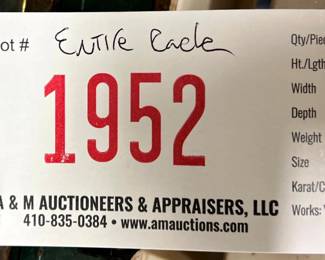 ot # Entire Rack
1952
A & M AUCTIONEERS & APPRAISERS, LLC
410-835-0384 • www.amauctions.com
Qty/Pie
Ht./Lgth
Width
Depth
Weight
Size
Karat/C
Works: